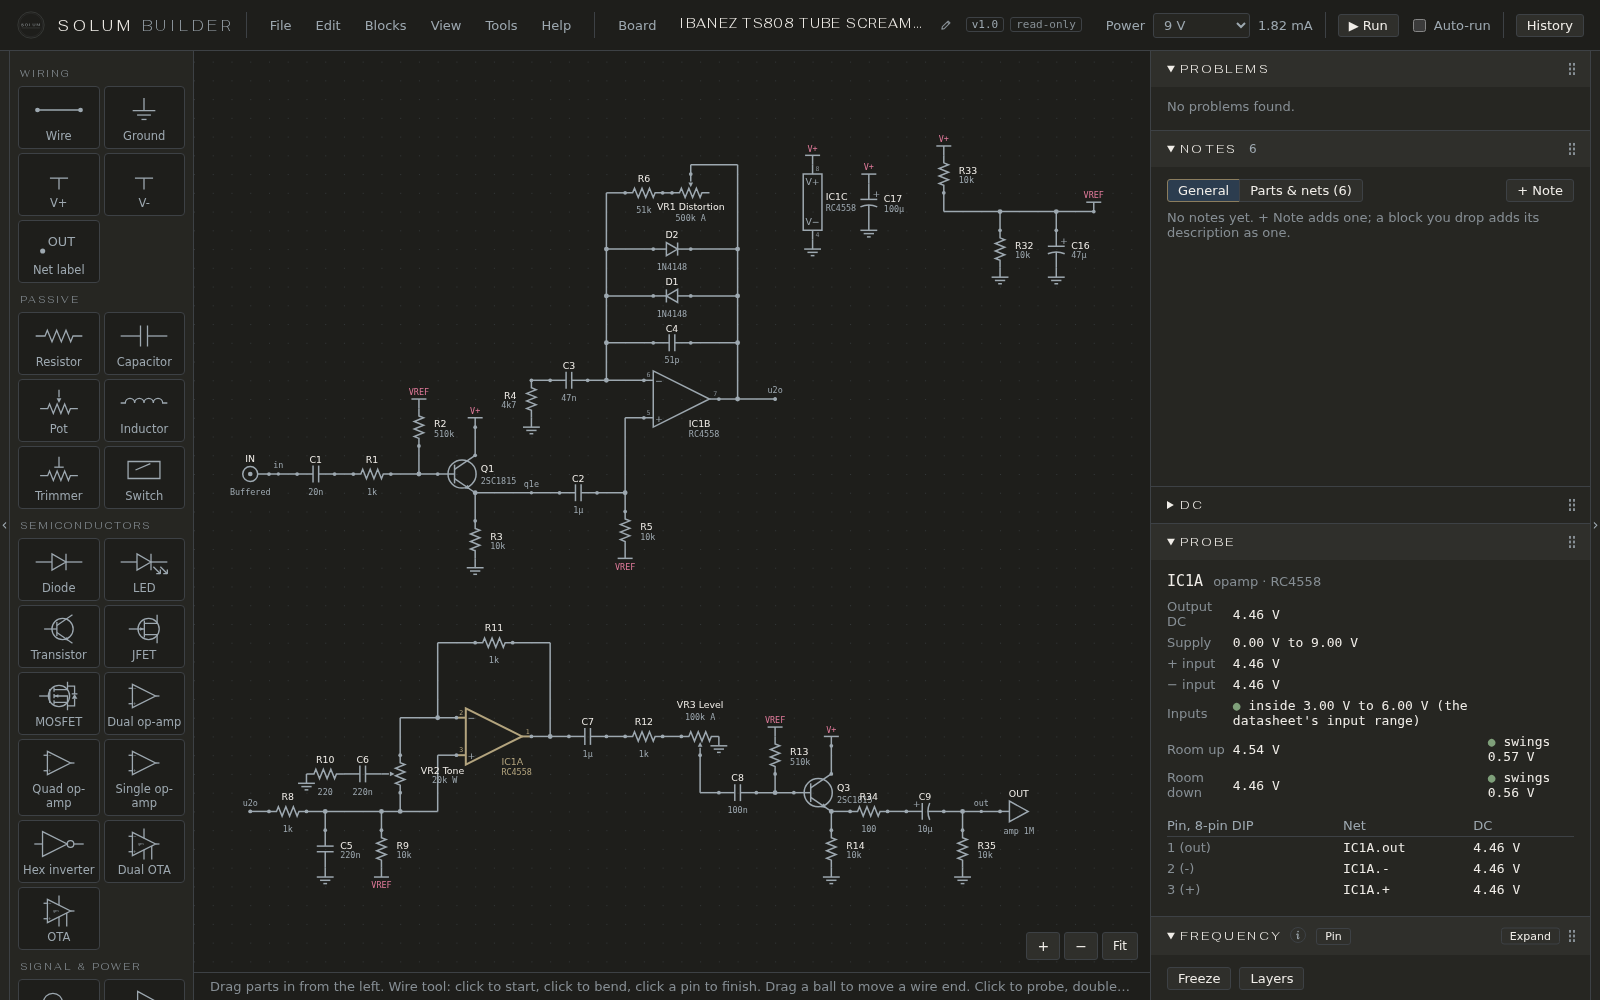 SOLUM BUILDER File Edit Blocks View Tools Help Board IBANEZ TS808 TUBE SCREAM… v1.0 read-only Power 9 V 1.82 mA ▶ Run Auto-run History
WIRING
Wire Ground
V+ V-
OUT
Net label
PASSIVE
Resistor Capacitor
Pot Inductor
Trimmer Switch
SEMICONDUCTORS
Diode LED
Transistor JFET
MOSFET Dual op-amp
Quad op-amp Single op-amp
Hex inverter Dual OTA
OTA
SIGNAL & POWER
V+
R33
10k
VREF
R32
10k
C16
47µ
V+
8
V+
V−
4
IC1C
RC4558
V+
C17
100µ
R6
51k
VR1 Distortion
500k A
D2
1N4148
D1
1N4148
C4
51p
C3
47n
R4
4k7
6
5
7
IC1B
RC4558
u2o
VREF
R2
510k
V+
IN
Buffered
in
C1
20n
R1
1k
Q1
2SC1815
q1e
C2
1µ
R3
10k
R5
10k
VREF
R11
1k
2
3
1
IC1A
RC4558
C7
1µ
R12
1k
VR3 Level
100k A
VREF
R13
510k
V+
R10
220
C6
220n
VR2 Tone
20k W
u2o
R8
1k
C5
220n
R9
10k
VREF
C8
100n
Q3
2SC1815
R34
100
R14
10k
C9
10µ
out
R35
10k
OUT
amp 1M
+ − Fit
Drag parts in from the left. Wire tool: click to start, click to bend, click a pin to finish. Drag a ball to move a wire end. Click to probe, double…
PROBLEMS
No problems found.
NOTES 6
General Parts & nets (6) + Note
No notes yet. + Note adds one; a block you drop adds its
description as one.
DC
PROBE
IC1A opamp · RC4558
Output DC 4.46 V
Supply 0.00 V to 9.00 V
+ input 4.46 V
− input 4.46 V
Inputs ● inside 3.00 V to 6.00 V (the
datasheet's input range)
Room up 4.54 V ● swings 0.57 V
Room down 4.46 V ● swings 0.56 V
Pin, 8-pin DIP Net DC
1 (out) IC1A.out 4.46 V
2 (-) IC1A.- 4.46 V
3 (+) IC1A.+ 4.46 V
FREQUENCY i Pin Expand
Freeze Layers